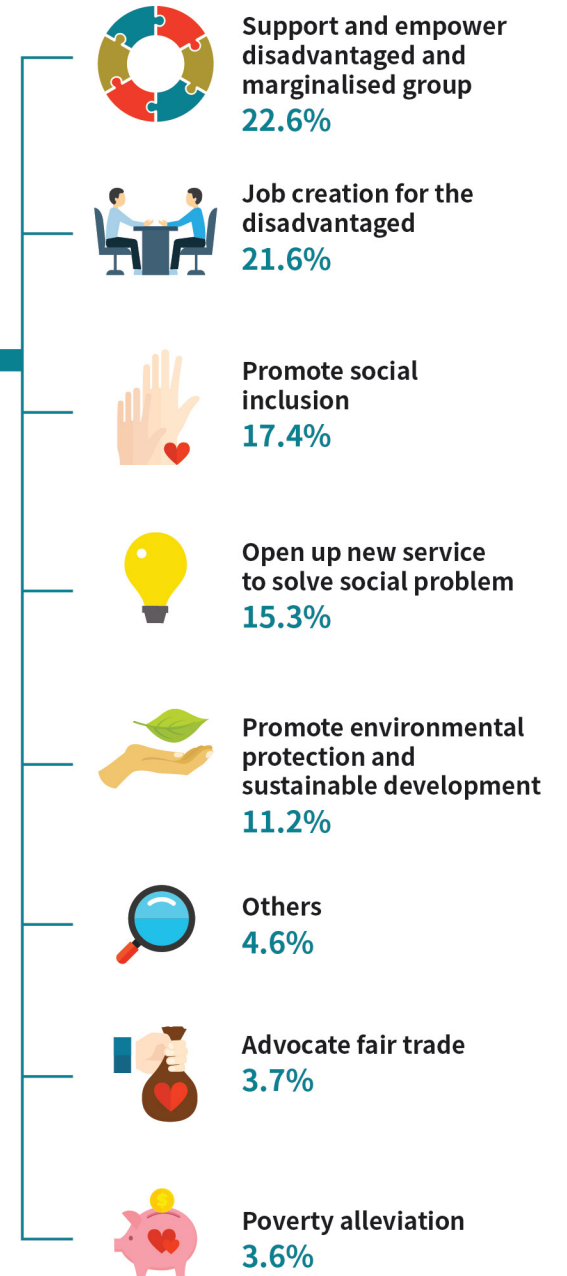 Support and empower
disadvantaged and
marginalised group
22.6%
Job creation for the
disadvantaged
21.6%
Promote social
inclusion
17.4%
Open up new service
to solve social problem
15.3%
Promote environmental
protection and
sustainable development
11.2%
Others
4.6%
Advocate fair trade
3.7%
$
Poverty alleviation
3.6%